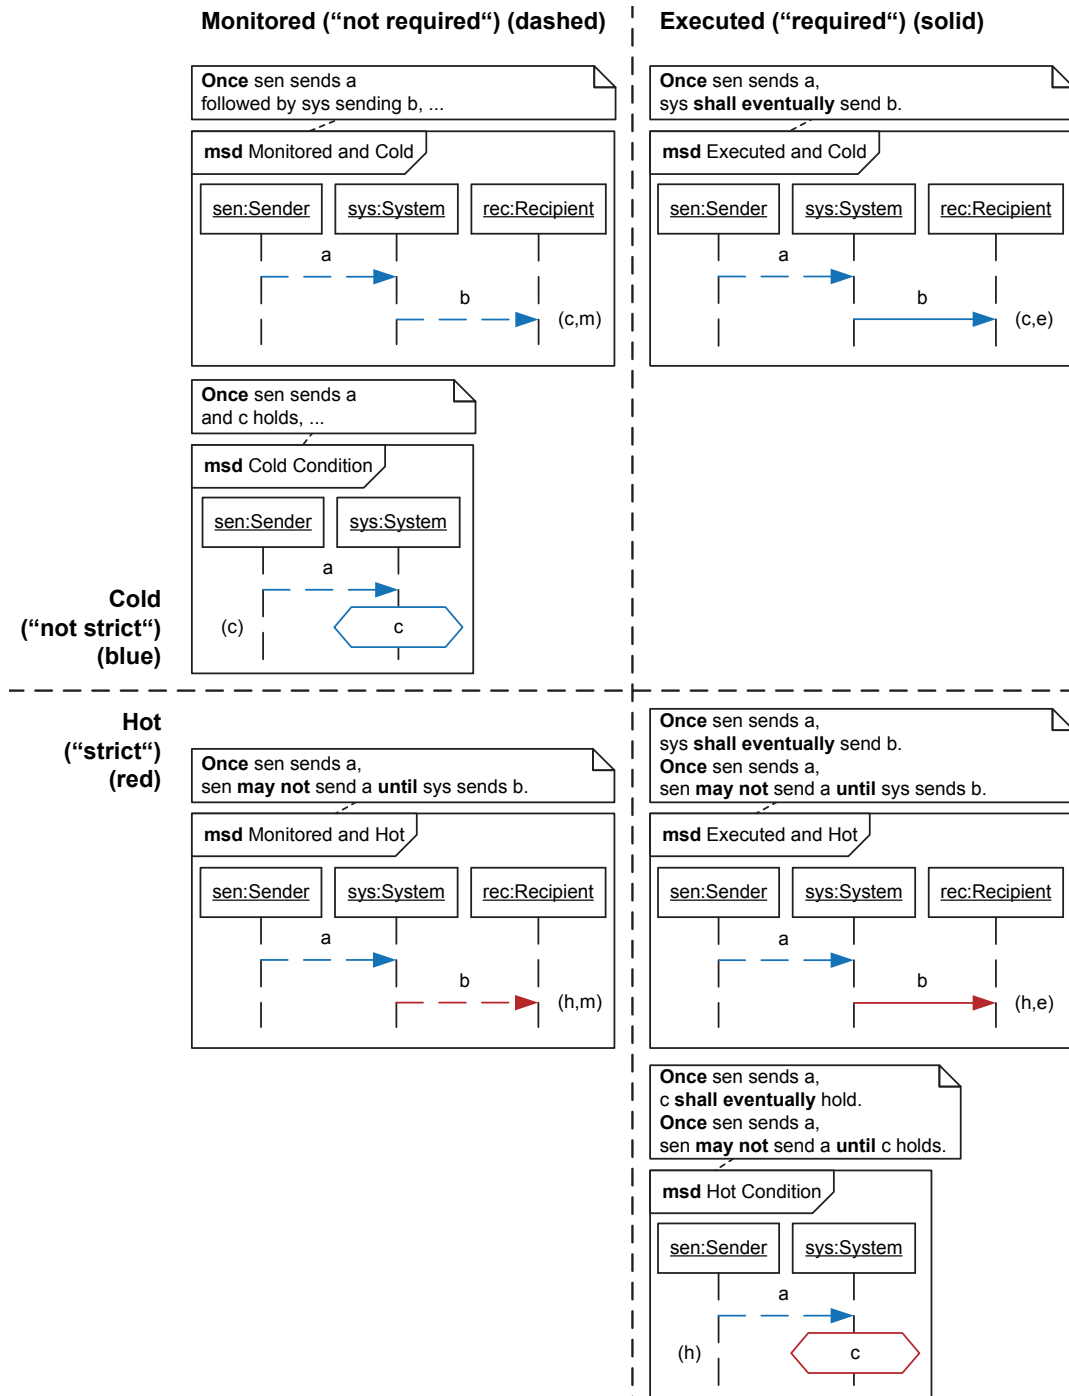 Monitored (“not required“) (dashed)
Executed (“required“) (solid)
Once sen sends a
followed by sys sending b, ...
msd Monitored and Cold
sen:Sender
sys:System
rec:Recipient
a
b
(c,m)
Once sen sends a,
sys shall eventually send b.
msd Executed and Cold
sen:Sender
sys:System
rec:Recipient
a
b
(c,e)
Once sen sends a
and c holds, ...
msd Cold Condition
sen:Sender
sys:System
a
(c)
c
Cold
(“not strict“)
(blue)
Hot
(“strict“)
(red)
Once sen sends a,
sen may not send a until sys sends b.
msd Monitored and Hot
sen:Sender
sys:System
rec:Recipient
a
b
(h,m)
Once sen sends a,
sys shall eventually send b.
Once sen sends a,
sen may not send a until sys sends b.
msd Executed and Hot
sen:Sender
sys:System
rec:Recipient
a
b
(h,e)
Once sen sends a,
c shall eventually hold.
Once sen sends a,
sen may not send a until c holds.
msd Hot Condition
sen:Sender
sys:System
a
(h)
c